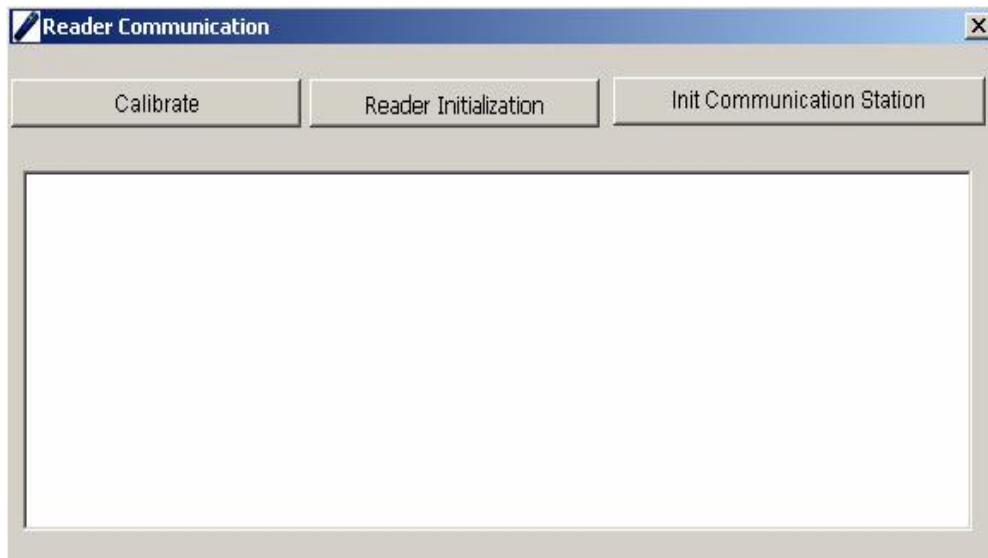 Reader Communication
Calibrate
Reader Initialization
Init Communication Station